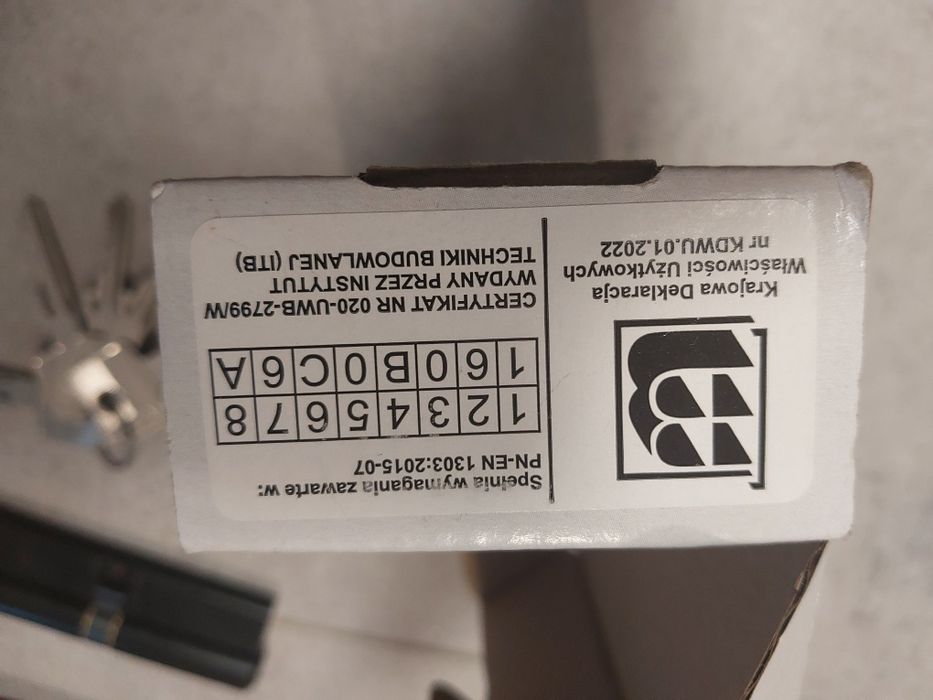 Spełnia wymagania zawarte w:
PN-EN 1303:2015-07
1 2 3 4 5 6 7 8
1 6 0 B 0 C 6 A
CERTYFIKAT NR 020-UWB-2799/W
WYDANY PRZEZ INSTYTUT
TECHNIKI BUDOWLANEJ (ITB)
B
Krajowa Deklaracja
Właściwości Użytkowych
nr KDWU.01.2022